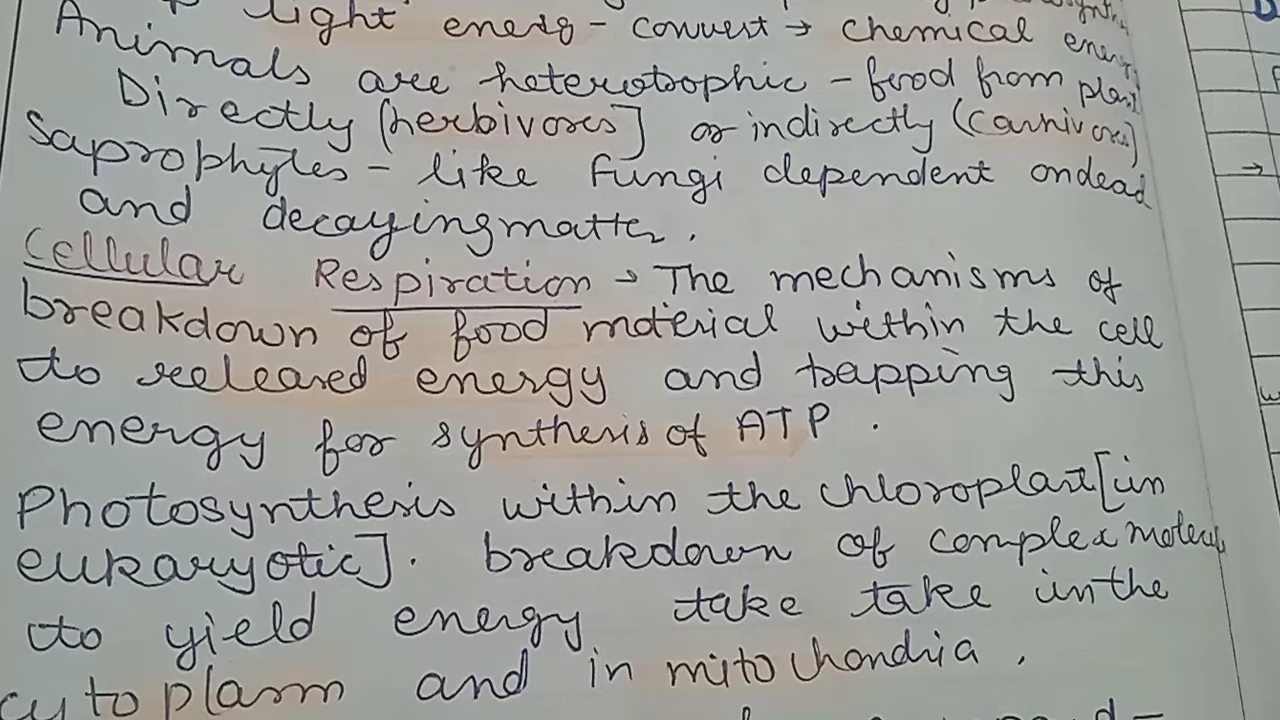 light energy - convert → chemical energy
Animals are heterotrophic - food from plant
Directly [herbivores] or indirectly (carnivores)
Saprophytes - like fungi dependent on dead
and decaying matter.
Cellular Respiration → The mechanisms of
breakdown of food material within the cell
to released energy and trapping this
energy for synthesis of ATP.
Photosynthesis within the chloroplast [in
eukaryotic]. breakdown of complex molecul
to yield energy take take in the
cytoplasm and in mitochondria.